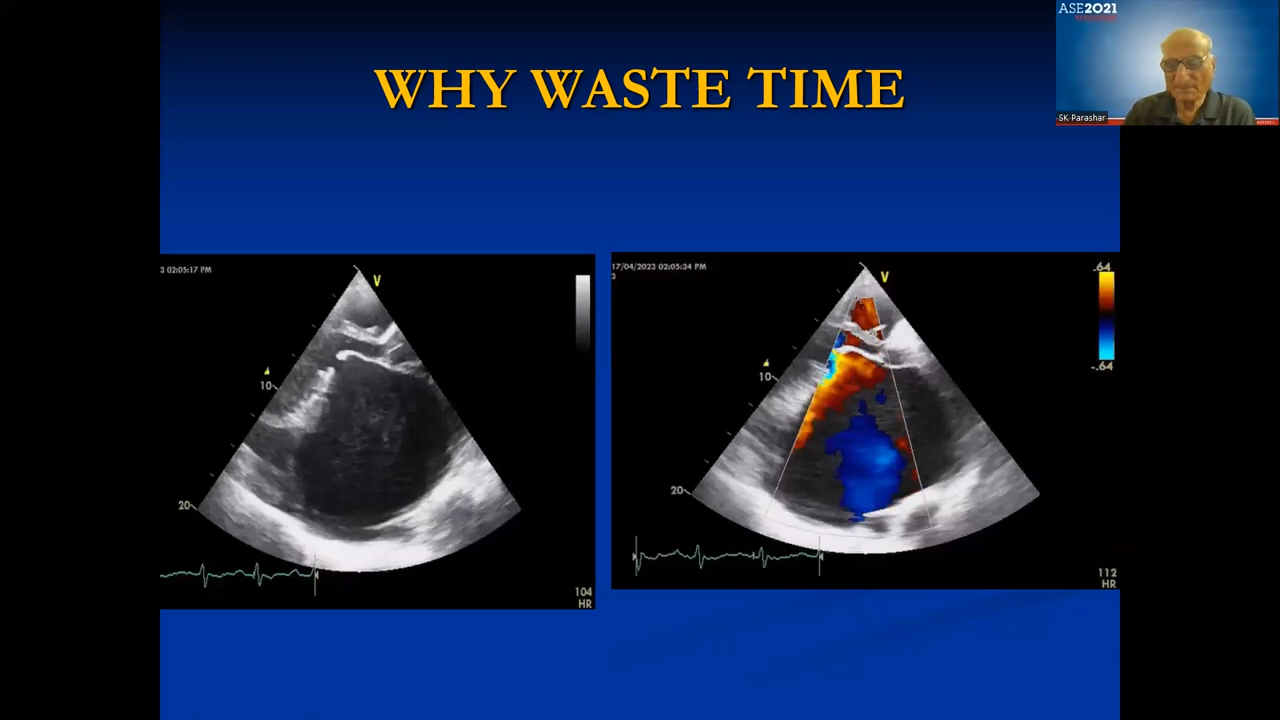 ASE2021
WHY WASTE TIME
SK Parashar
3 02:05:17 PM
V
10
20
104
HR
17/04/2023 02:05:34 PM
3
V
.64
-.64
10
20
112
HR